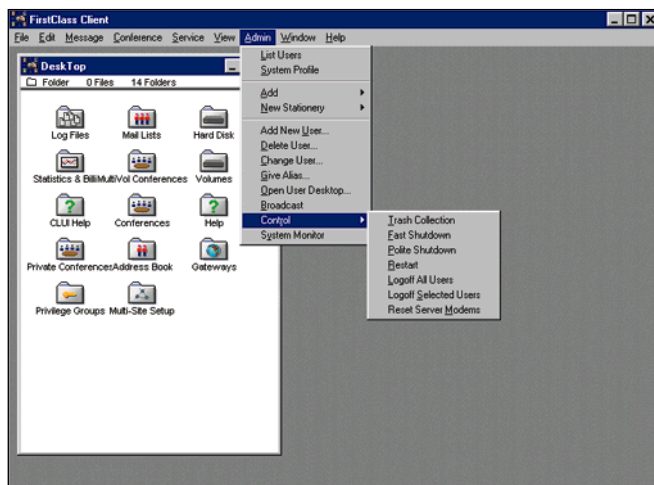 FirstClass Client
File Edit Message Conference Service View Admin Window Help
DeskTop
Folder 0 Files 14 Folders
Log Files Mail Lists Hard Disk
Statistics & Billi MultiVol Conferences Volumes
CLUI Help Conferences Help
Private Conferences Address Book Gateways
Privilege Groups Multi-Site Setup
List Users
System Profile
Add
New Stationery
Add New User...
Delete User...
Change User...
Give Alias...
Open User Desktop...
Broadcast
Control
System Monitor
Trash Collection
Fast Shutdown
Polite Shutdown
Restart
Logoff All Users
Logoff Selected Users
Reset Server Modems